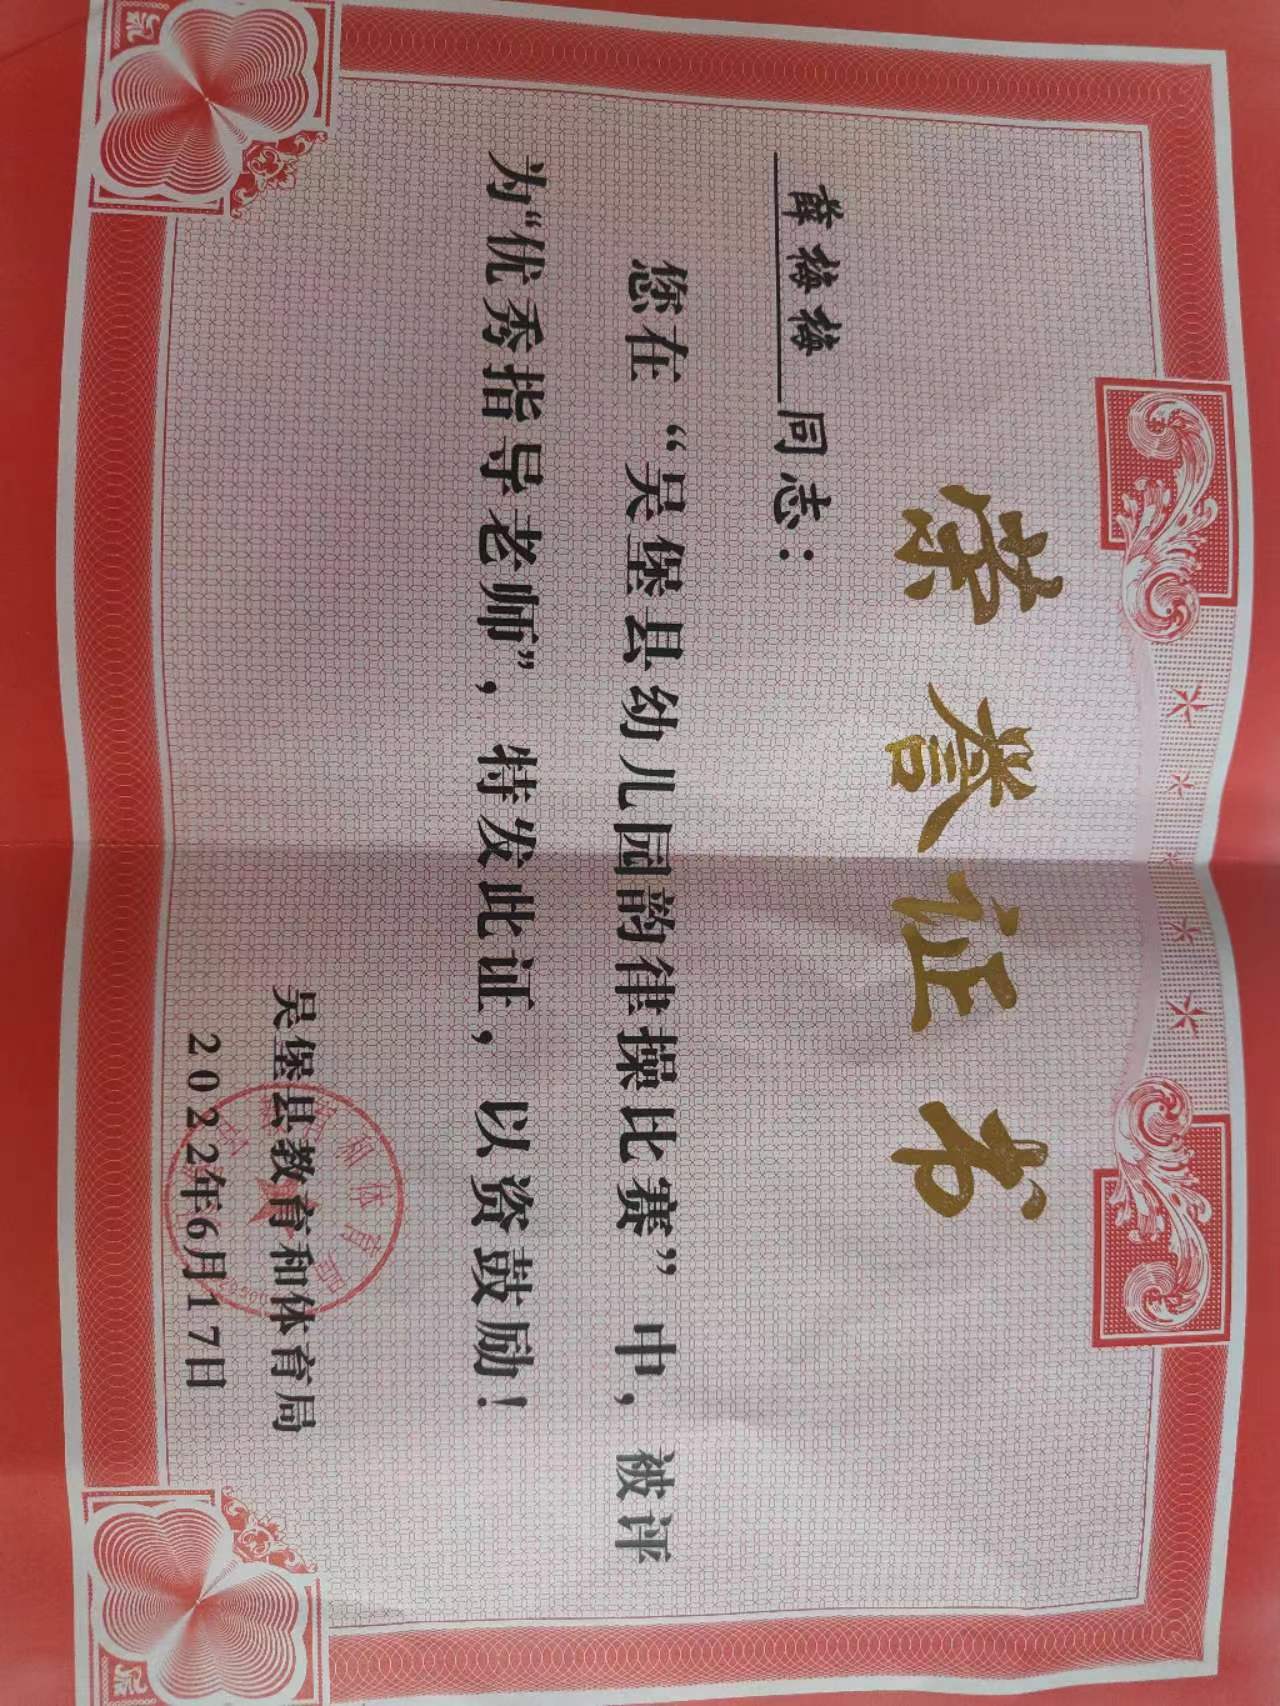 荣誉证书
薛梅梅 同志：
您在“吴堡县幼儿园韵律操比赛”中，被评
为“优秀指导老师”，特发此证，以资鼓励！
吴堡县教育和体育局
2022年6月17日